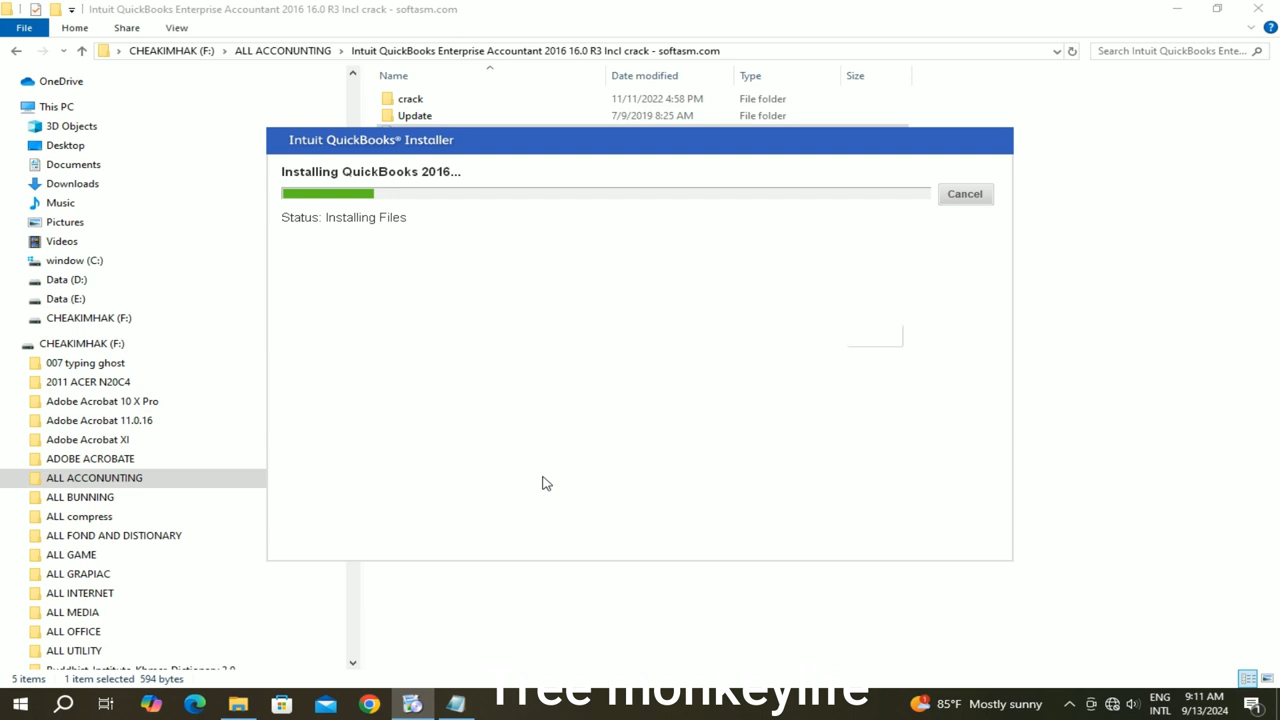 Intuit QuickBooks Enterprise Accountant 2016 16.0 R3 Incl crack - softasm.com
File Home Share View
CHEAKIMHAK (F:) ALL ACCONUNTING Intuit QuickBooks Enterprise Accountant 2016 16.0 R3 Incl crack - softasm.com Search Intuit QuickBooks Ente...
Name Date modified Type Size
crack 11/11/2022 4:58 PM File folder
Update 7/9/2019 8:25 AM File folder
OneDrive
This PC
3D Objects
Desktop
Documents
Downloads
Music
Pictures
Videos
window (C:)
Data (D:)
Data (E:)
CHEAKIMHAK (F:)
CHEAKIMHAK (F:)
007 typing ghost
2011 ACER N20C4
Adobe Acrobat 10 X Pro
Adobe Acrobat 11.0.16
Adobe Acrobat XI
ADOBE ACROBATE
ALL ACCONUNTING
ALL BUNNING
ALL compress
ALL FOND AND DISTIONARY
ALL GAME
ALL GRAPIAC
ALL INTERNET
ALL MEDIA
ALL OFFICE
ALL UTILITY
Intuit QuickBooks® Installer
Installing QuickBooks 2016...
Cancel
Status: Installing Files
5 items 1 item selected 594 bytes
Free monkeylife
85°F Mostly sunny
ENG
INTL
9:11 AM
9/13/2024